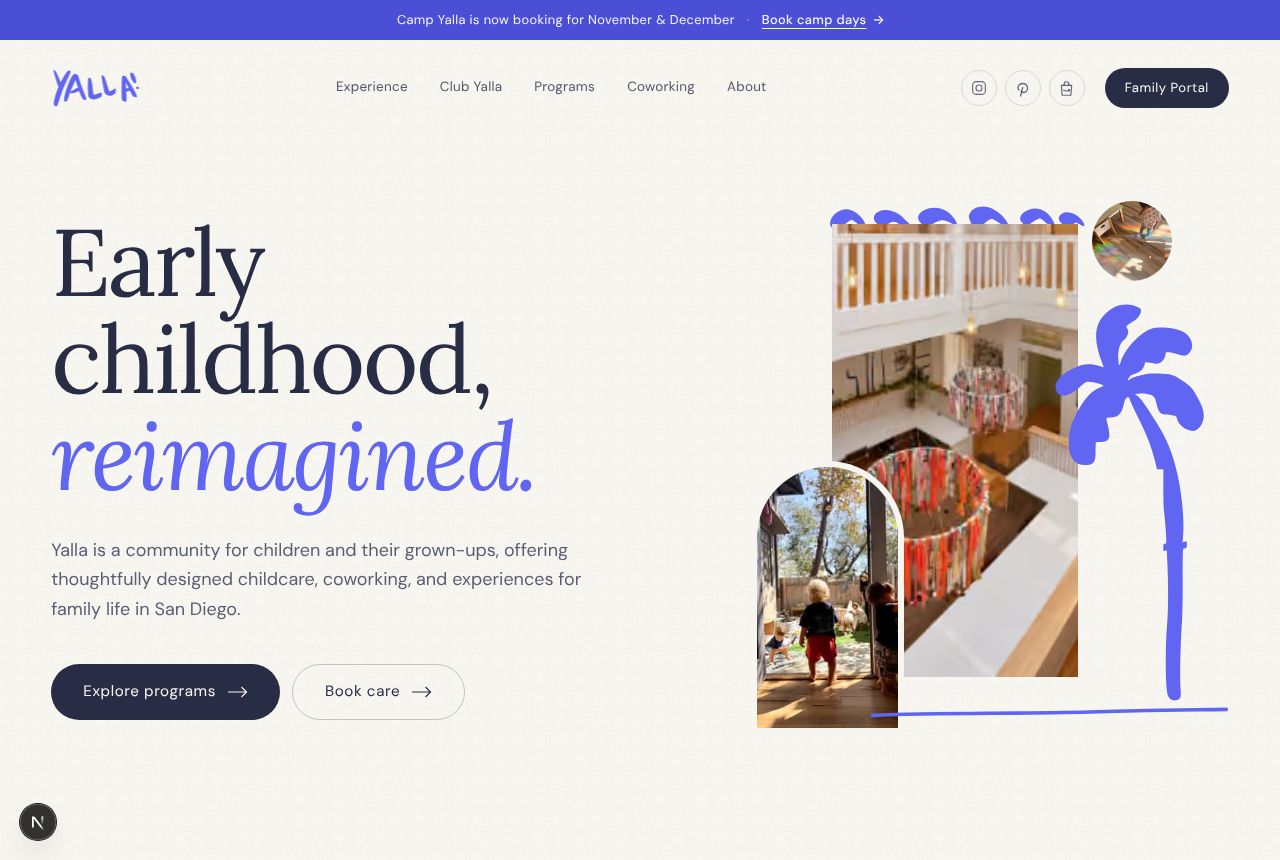 Camp Yalla is now booking for November & December · Book camp days →
YALLA!
Experience Club Yalla Programs Coworking About
Family Portal
Early
childhood,
reimagined.
Yalla is a community for children and their grown-ups, offering
thoughtfully designed childcare, coworking, and experiences for
family life in San Diego.
Explore programs →
Book care →
N